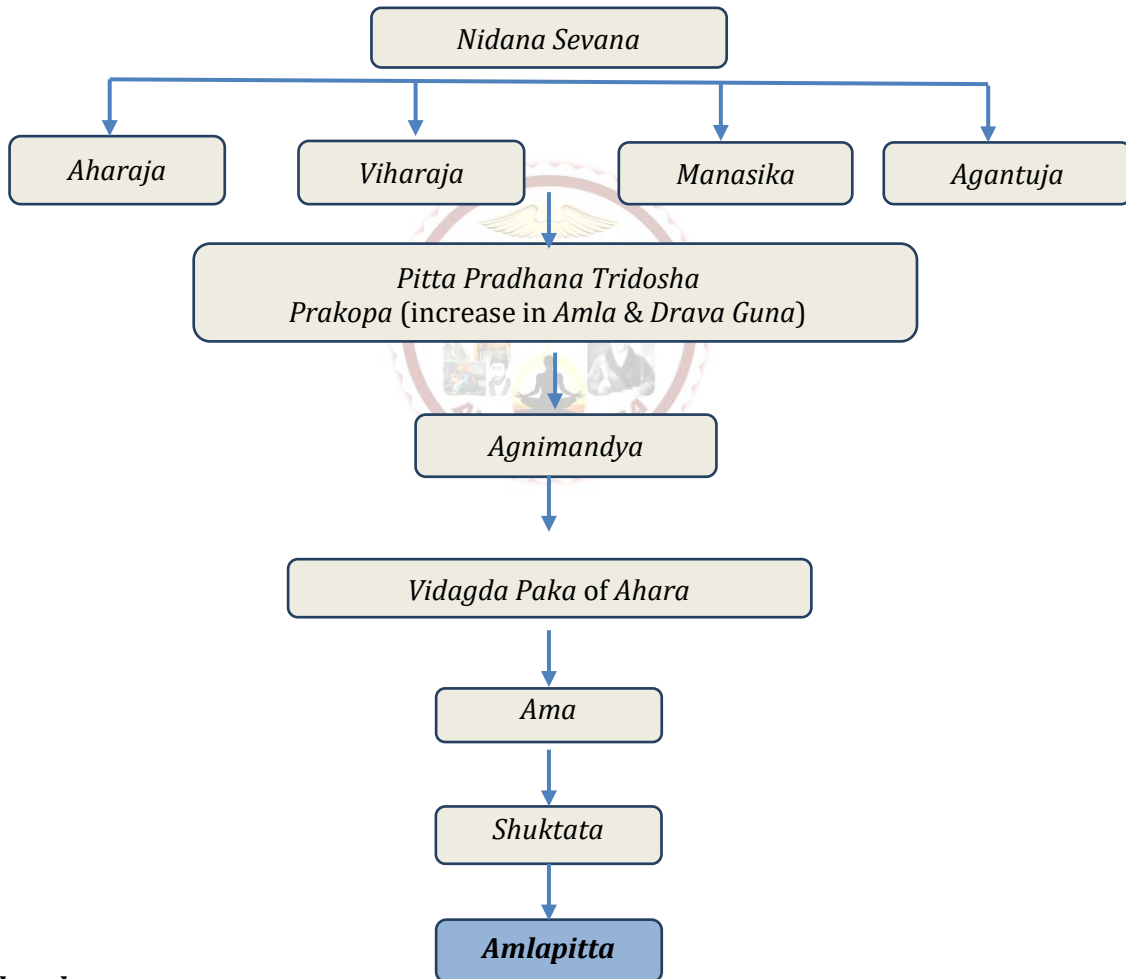 Nidana Sevana
Aharaja
Viharaja
Manasika
Agantuja
Pitta Pradhana Tridosha
Prakopa (increase in Amla & Drava Guna)
Agnimandya
Vidagda Paka of Ahara
Ama
Shuktata
Amlapitta